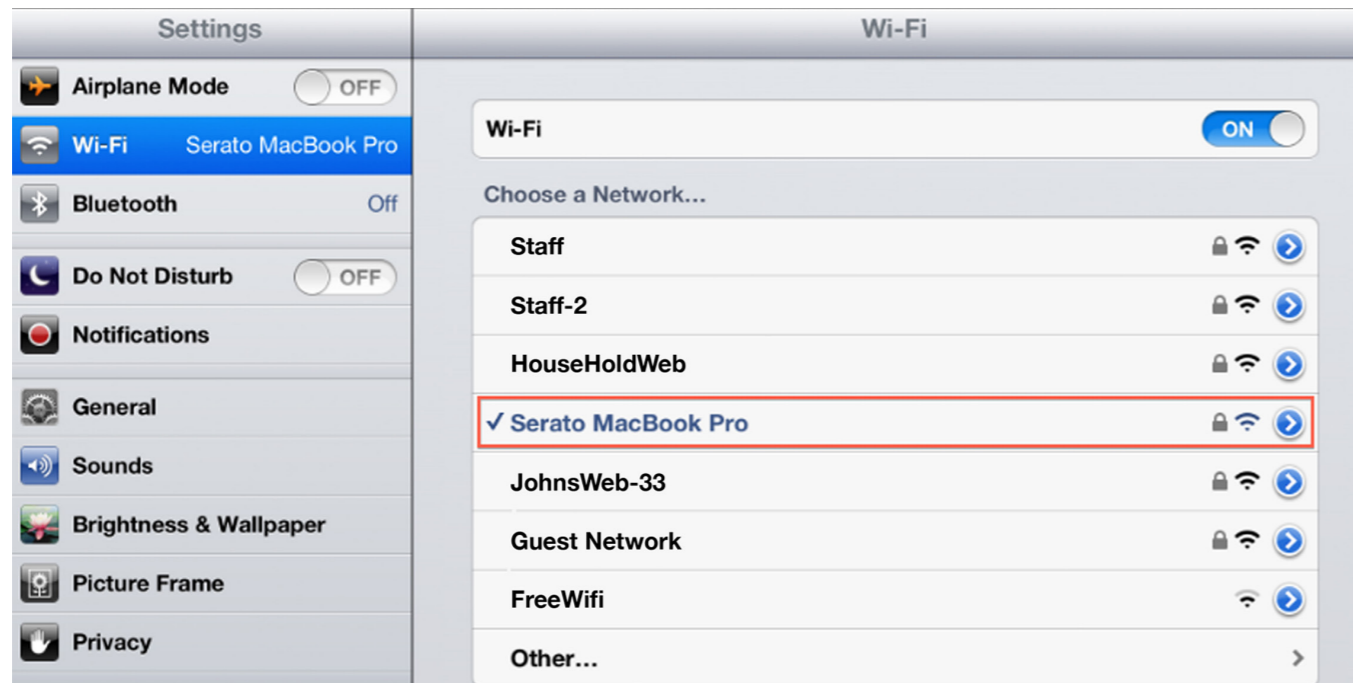 Settings
Wi-Fi
Airplane Mode OFF
Wi-Fi Serato MacBook Pro
Bluetooth Off
Do Not Disturb OFF
Notifications
General
Sounds
Brightness & Wallpaper
Picture Frame
Privacy
Wi-Fi ON
Choose a Network...
Staff
Staff-2
HouseHoldWeb
✓ Serato MacBook Pro
JohnsWeb-33
Guest Network
FreeWifi
Other...